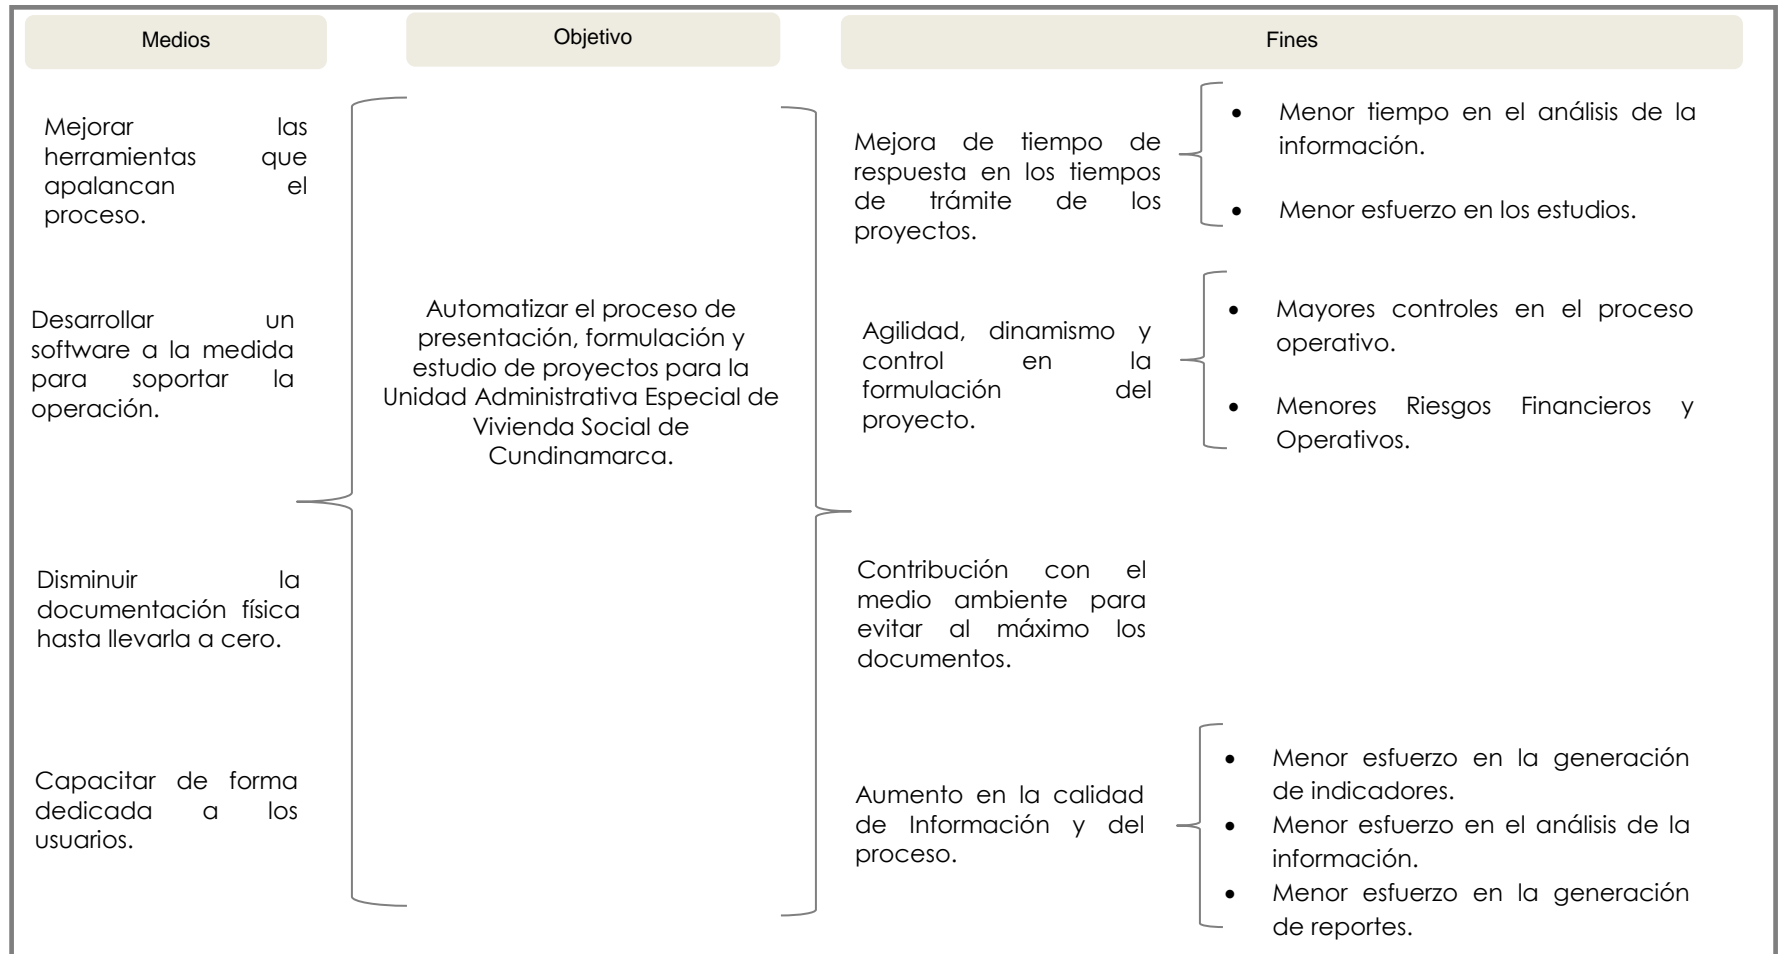 Medios
Objetivo
Fines
Mejorar las
herramientas que
apalancan el
proceso.
Desarrollar un
software a la medida
para soportar la
operación.
Disminuir la
documentación física
hasta llevarla a cero.
Capacitar de forma
dedicada a los
usuarios.
Automatizar el proceso de
presentación, formulación y
estudio de proyectos para la
Unidad Administrativa Especial de
Vivienda Social de
Cundinamarca.
Mejora de tiempo de
respuesta en los tiempos
de trámite de los
proyectos.
• Menor tiempo en el análisis de la
información.
• Menor esfuerzo en los estudios.
Agilidad, dinamismo y
control en la
formulación del
proyecto.
• Mayores controles en el proceso
operativo.
• Menores Riesgos Financieros y
Operativos.
Contribución con el
medio ambiente para
evitar al máximo los
documentos.
Aumento en la calidad
de Información y del
proceso.
• Menor esfuerzo en la generación
de indicadores.
• Menor esfuerzo en el análisis de la
información.
• Menor esfuerzo en la generación
de reportes.